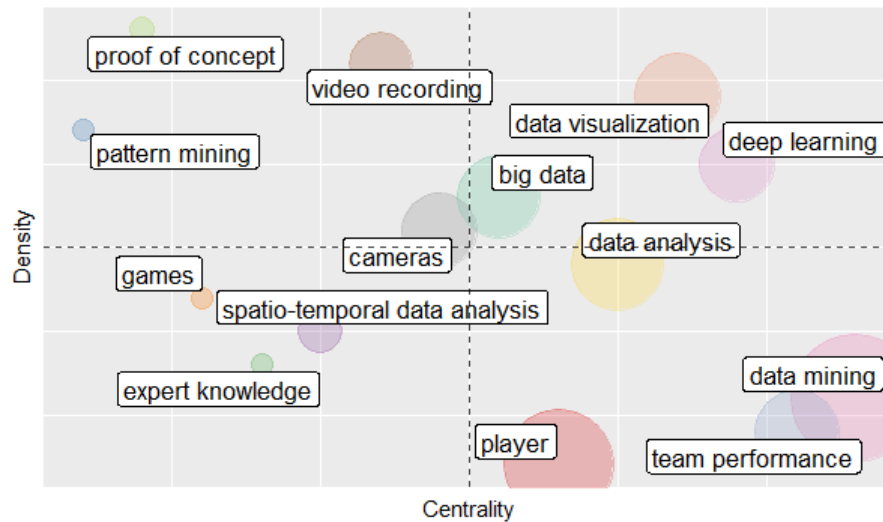 proof of concept
video recording
data visualization
deep learning
pattern mining
big data
data analysis
cameras
games
spatio-temporal data analysis
expert knowledge
data mining
player
team performance
Density
Centrality